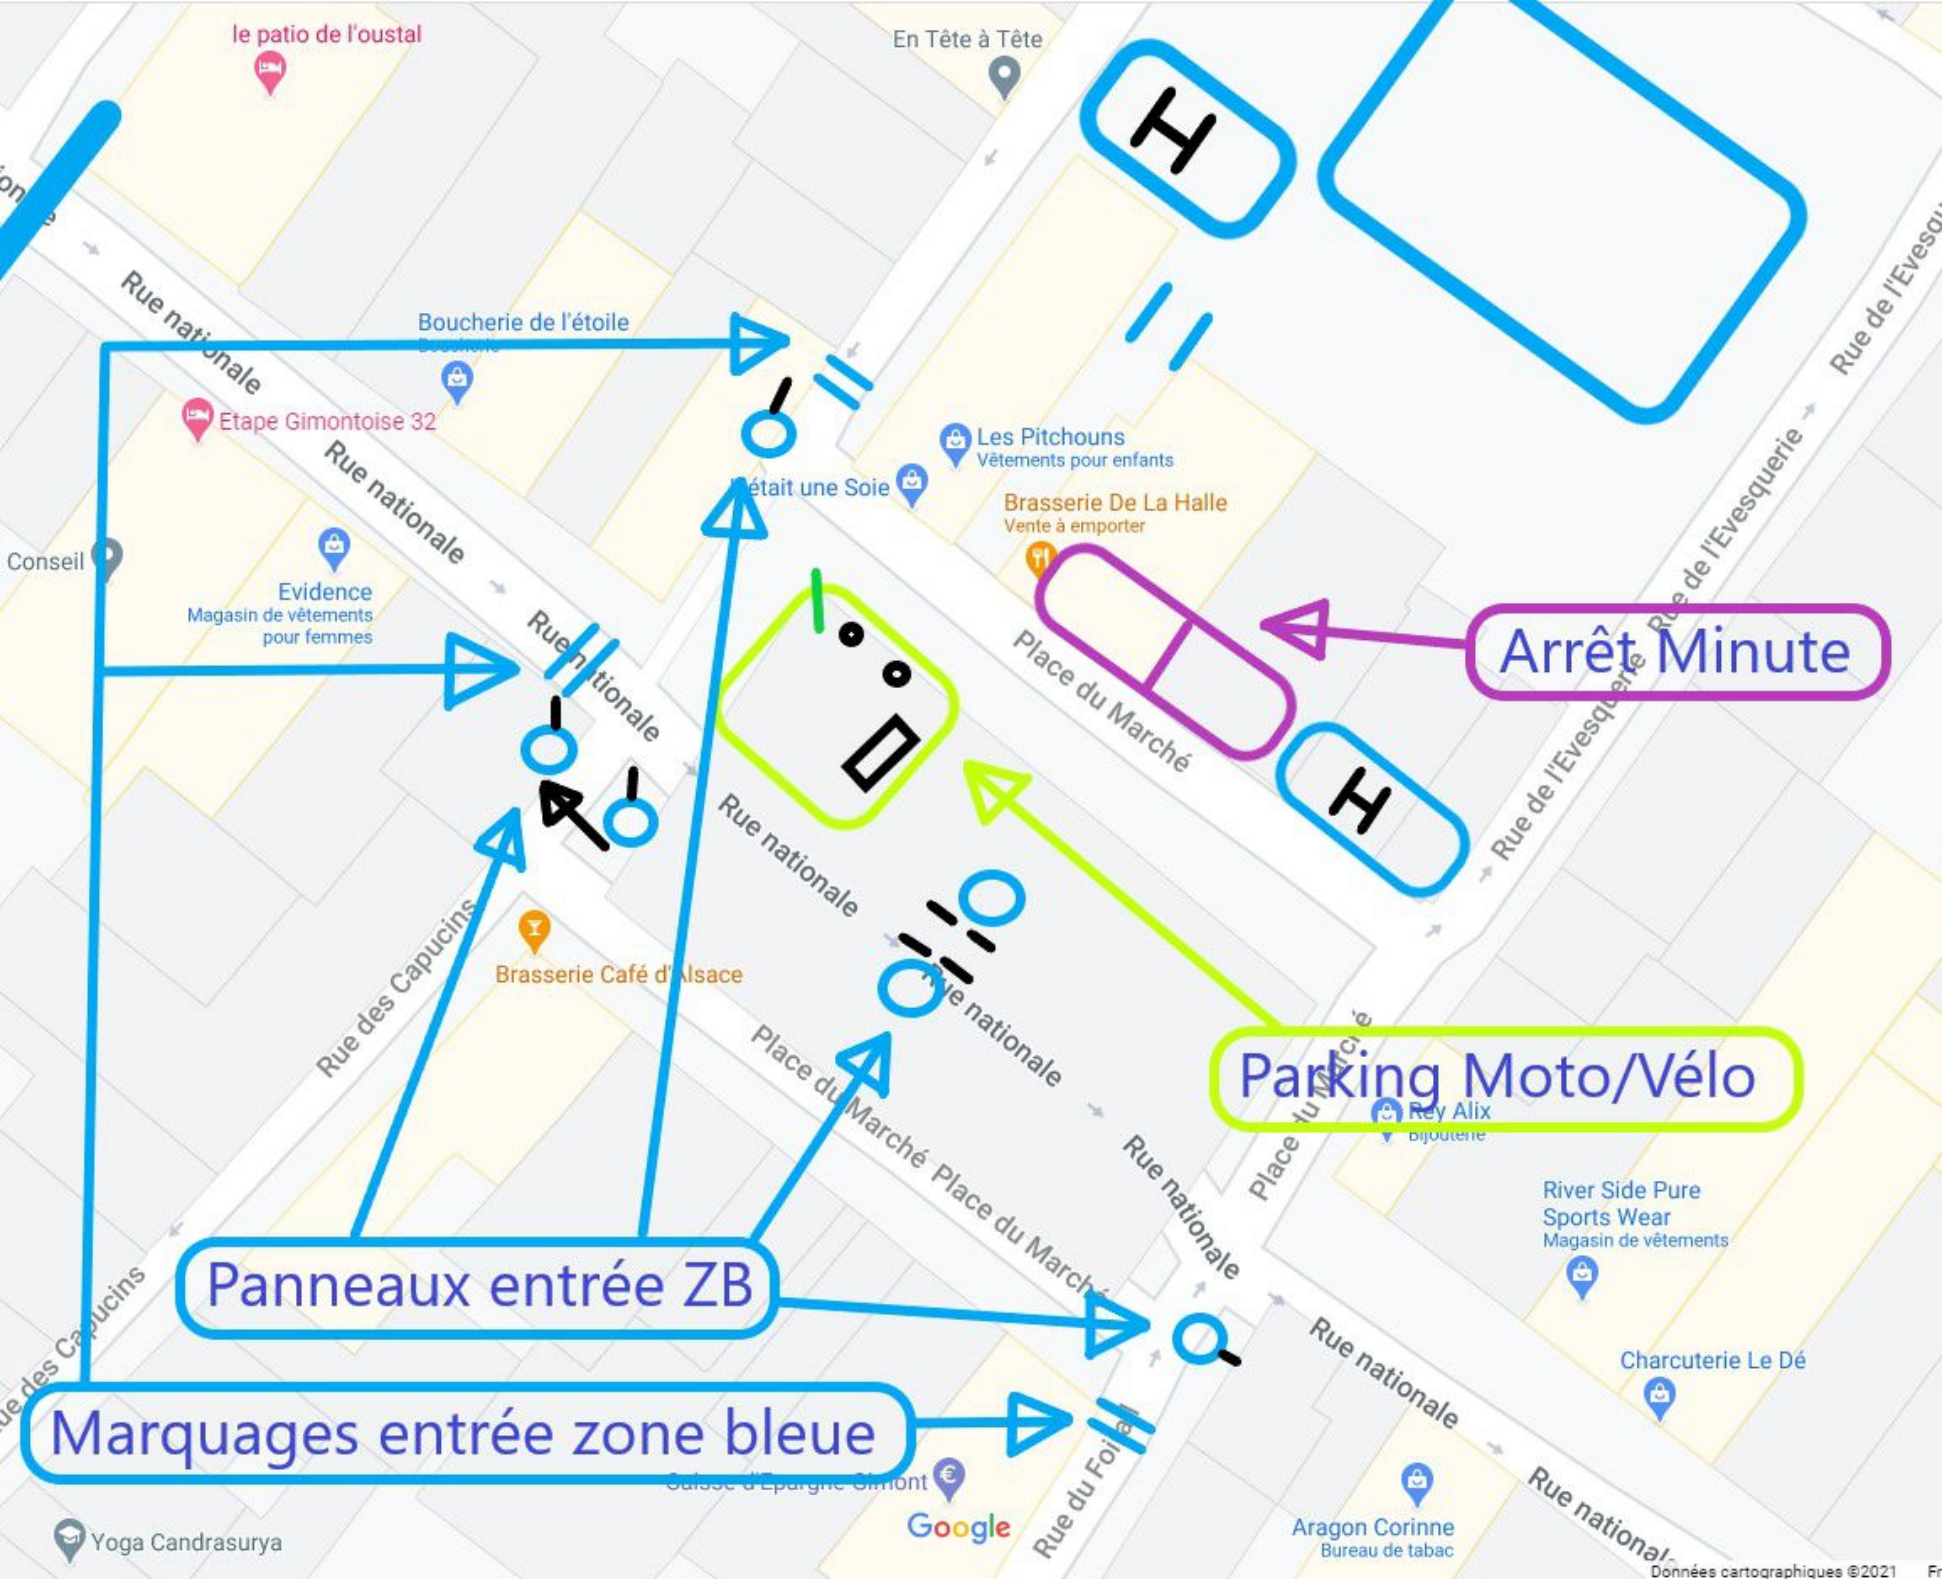 le patio de l'oustal
En Tête à Tête
H
Rue nationale
Boucherie de l'étoile
Boucherie
Etape Gimontoise 32
Rue nationale
Les Pitchouns
Vêtements pour enfants
était une Soie
Brasserie De La Halle
Vente à emporter
Conseil
Evidence
Magasin de vêtements
pour femmes
Rue nationale
Place du Marché
Arrêt Minute
Rue de l'Evesquerie
Rue de l'Evesquerie
Rue de l'Evesquerie
H
Rue nationale
Brasserie Café d'Alsace
Rue des Capucins
Rue nationale
Place du Marché
Place du Marché
Place du Marché
Parking Moto/Vélo
Rey Alix
Bijouterie
Rue nationale
River Side Pure
Sports Wear
Magasin de vêtements
Panneaux entrée ZB
Rue des Capucins
Rue nationale
Charcuterie Le Dé
Marquages entrée zone bleue
Caisse d'Epargne Gimont
Rue du Foirail
Google
Yoga Candrasurya
Aragon Corinne
Bureau de tabac
Rue nationale
Données cartographiques ©2021